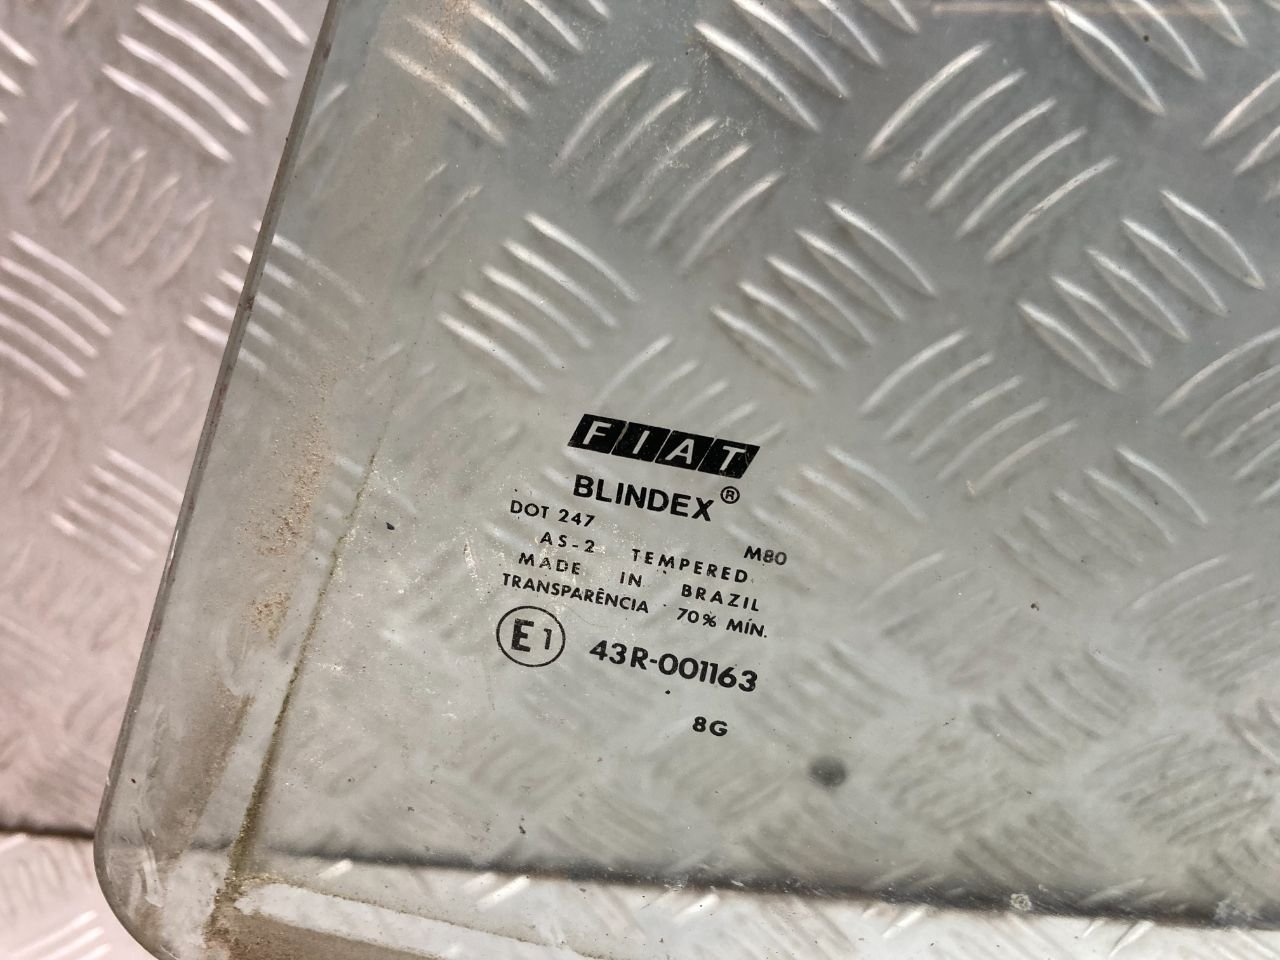 FIAT
BLINDEX®
DOT 247 M80
AS-2 TEMPERED
MADE IN BRAZIL
TRANSPARÊNCIA 70% MÍN.
E1 43R-001163
8G